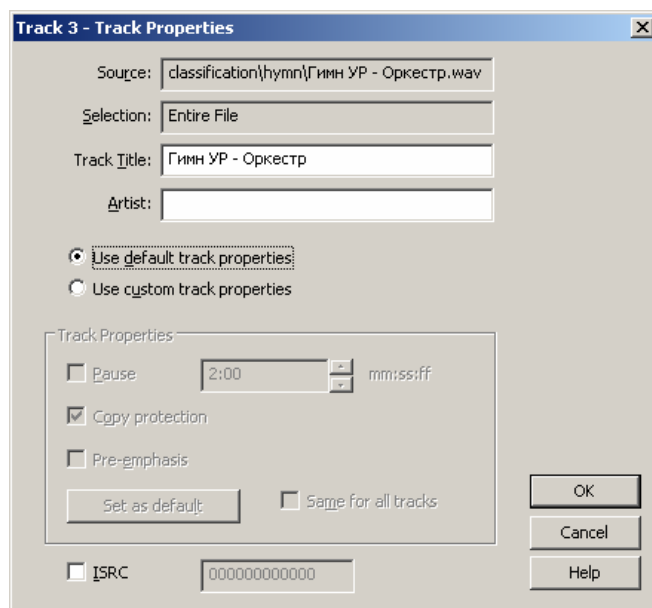 Track 3 - Track Properties
Source: classification\hymn\Гимн УР - Оркестр.wav
Selection: Entire File
Track Title: Гимн УР - Оркестр
Artist:
Use default track properties
Use custom track properties
Track Properties
Pause 2:00 mm:ss:ff
Copy protection
Pre-emphasis
Set as default Same for all tracks
OK
Cancel
ISRC 000000000000 Help